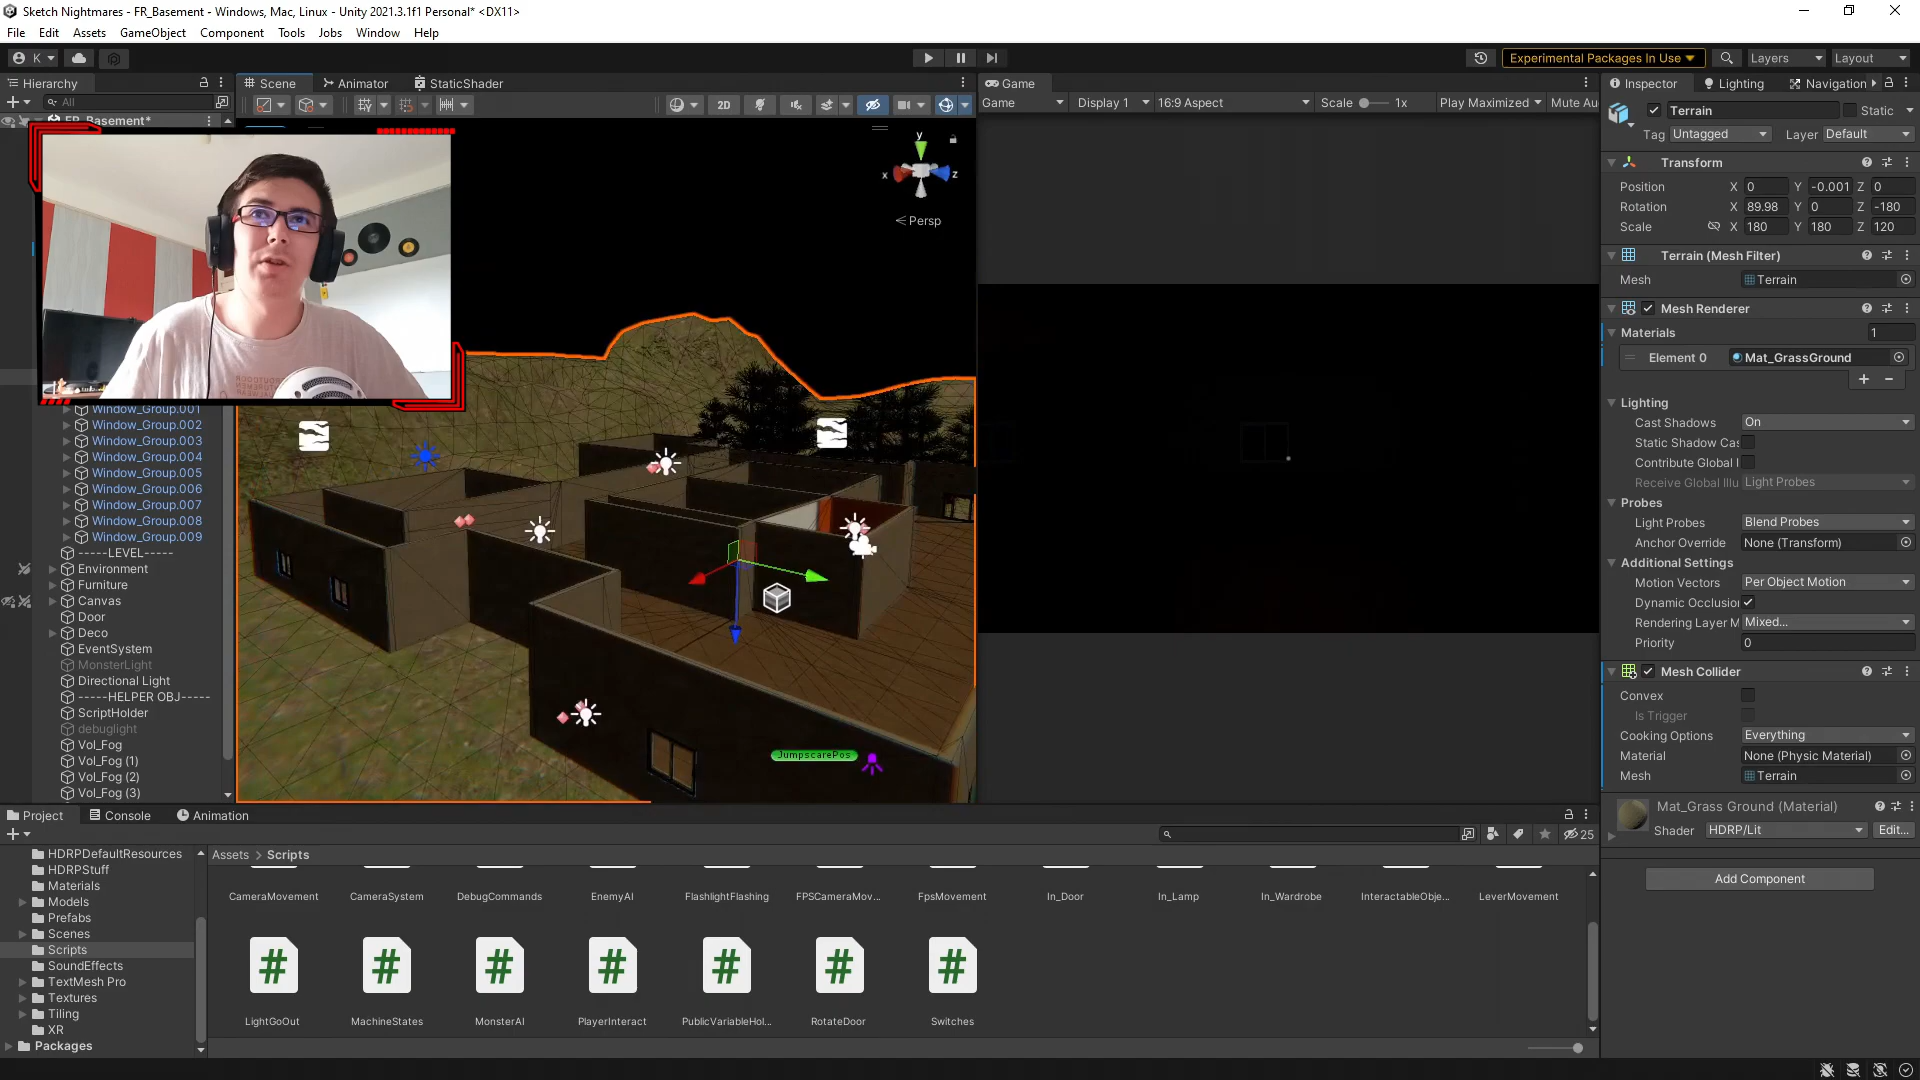 Sketch Nightmares - FR_Basement - Windows, Mac, Linux - Unity 2021.3.1f1 Personal* <DX11>
File Edit Assets GameObject Component Tools Jobs Window Help
K
Experimental Packages In Use
Layers
Layout
Hierarchy
All
FR_Basement*
Window_Group.001
Window_Group.002
Window_Group.003
Window_Group.004
Window_Group.005
Window_Group.006
Window_Group.007
Window_Group.008
Window_Group.009
-----LEVEL-----
Environment
Furniture
Canvas
Door
Deco
EventSystem
MonsterLight
Directional Light
-----HELPER OBJ-----
ScriptHolder
debuglight
Vol_Fog
Vol_Fog (1)
Vol_Fog (2)
Vol_Fog (3)
Scene Animator StaticShader
2D
y
x
z
Persp
JumpscarePos
Game
Game Display 1 16:9 Aspect Scale 1x Play Maximized Mute Au
Inspector Lighting Navigation
Terrain Static
Tag Untagged Layer Default
Transform
Position X 0 Y -0.001 Z 0
Rotation X 89.98 Y 0 Z -180
Scale X 180 Y 180 Z 120
Terrain (Mesh Filter)
Mesh Terrain
Mesh Renderer
Materials 1
Element 0 Mat_GrassGround
Lighting
Cast Shadows On
Static Shadow Cas
Contribute Global I
Receive Global Illu Light Probes
Probes
Light Probes Blend Probes
Anchor Override None (Transform)
Additional Settings
Motion Vectors Per Object Motion
Dynamic Occlusio
Rendering Layer M Mixed...
Priority 0
Mesh Collider
Convex
Is Trigger
Cooking Options Everything
Material None (Physic Material)
Mesh Terrain
Mat_Grass Ground (Material)
Shader HDRP/Lit Edit...
Add Component
Project Console Animation
25
HDRPDefaultResources
HDRPStuff
Materials
Models
Prefabs
Scenes
Scripts
SoundEffects
TextMesh Pro
Textures
Tiling
XR
Packages
Assets > Scripts
CameraMovement CameraSystem DebugCommands EnemyAI FlashlightFlashing FPSCameraMov... FpsMovement In_Door In_Lamp In_Wardrobe InteractableObje... LeverMovement
# # # # # # #
LightGoOut MachineStates MonsterAI PlayerInteract PublicVariableHol... RotateDoor Switches